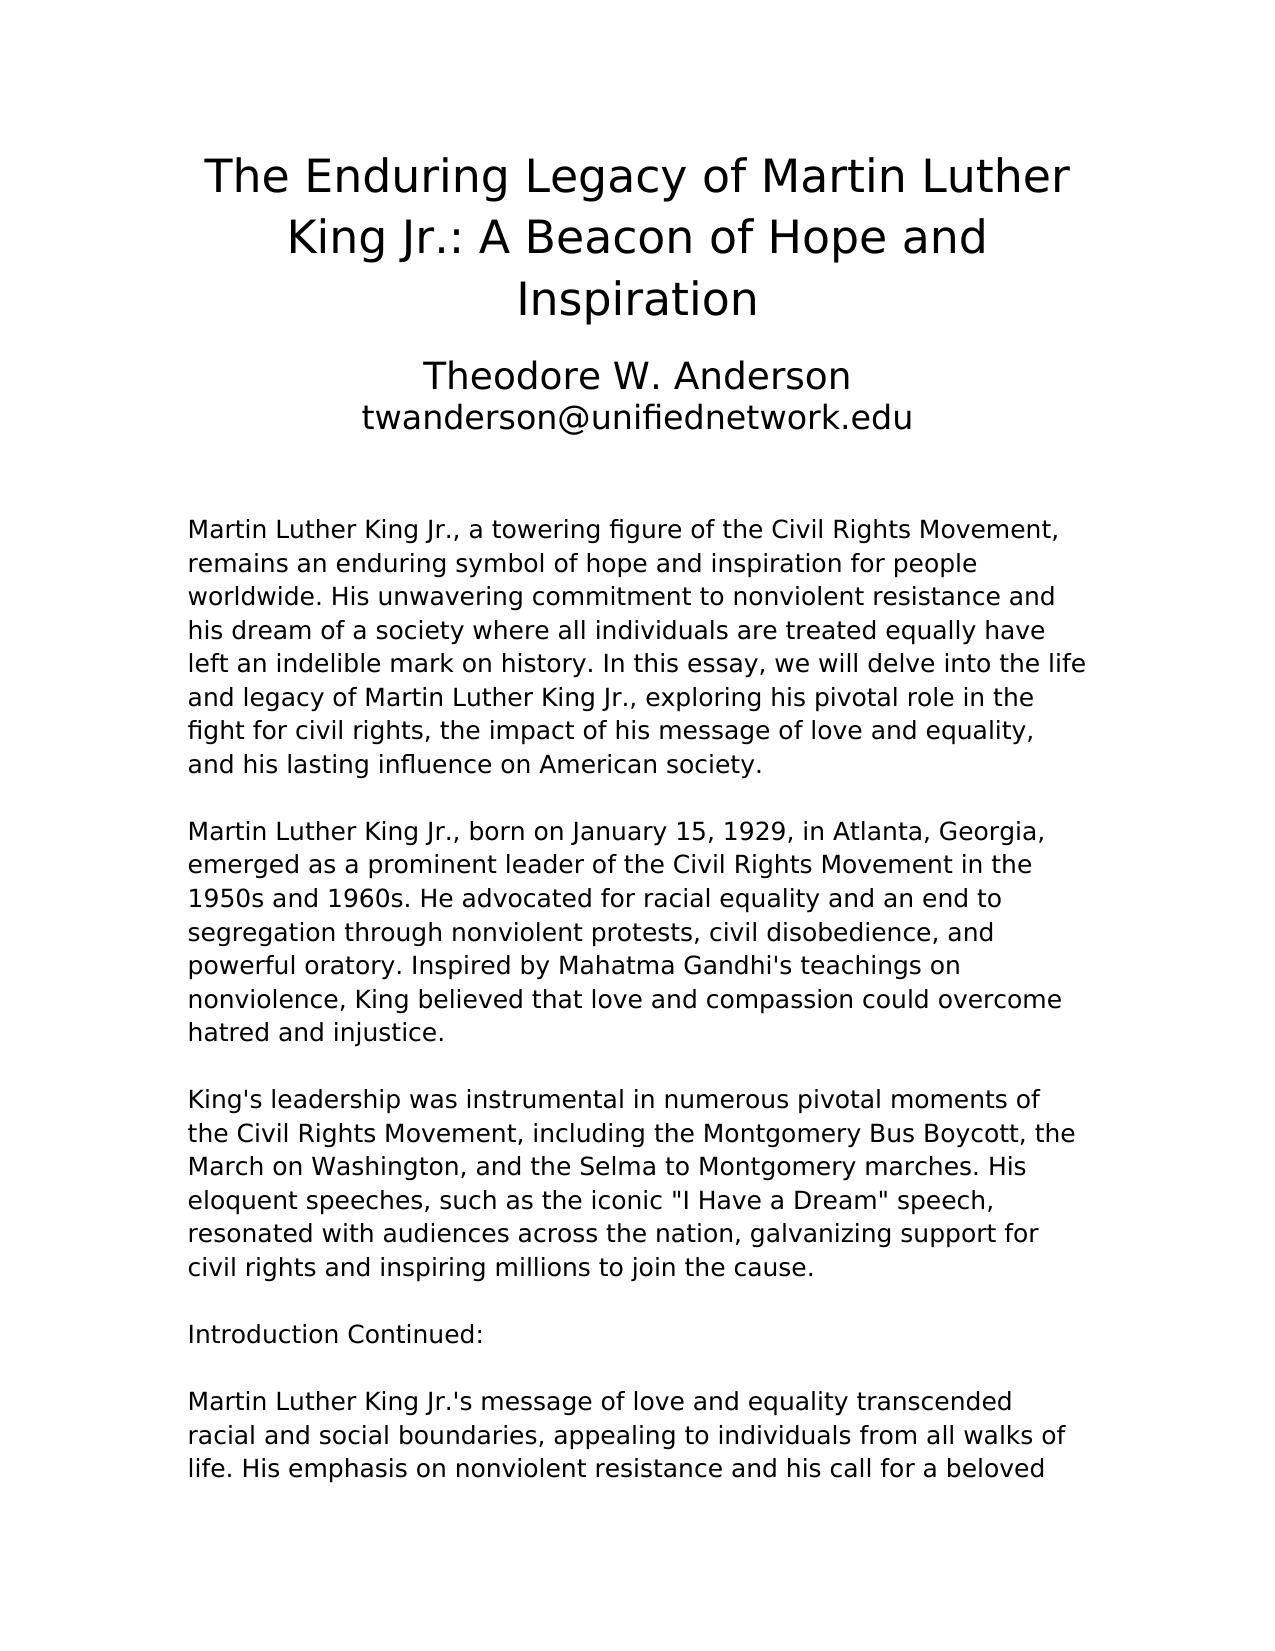 The Enduring Legacy of Martin Luther
King Jr.: A Beacon of Hope and
Inspiration
Theodore W. Anderson
twanderson@unifiednetwork.edu
Martin Luther King Jr., a towering figure of the Civil Rights Movement,
remains an enduring symbol of hope and inspiration for people
worldwide. His unwavering commitment to nonviolent resistance and
his dream of a society where all individuals are treated equally have
left an indelible mark on history. In this essay, we will delve into the life
and legacy of Martin Luther King Jr., exploring his pivotal role in the
fight for civil rights, the impact of his message of love and equality,
and his lasting influence on American society.
Martin Luther King Jr., born on January 15, 1929, in Atlanta, Georgia,
emerged as a prominent leader of the Civil Rights Movement in the
1950s and 1960s. He advocated for racial equality and an end to
segregation through nonviolent protests, civil disobedience, and
powerful oratory. Inspired by Mahatma Gandhi's teachings on
nonviolence, King believed that love and compassion could overcome
hatred and injustice.
King's leadership was instrumental in numerous pivotal moments of
the Civil Rights Movement, including the Montgomery Bus Boycott, the
March on Washington, and the Selma to Montgomery marches. His
eloquent speeches, such as the iconic "I Have a Dream" speech,
resonated with audiences across the nation, galvanizing support for
civil rights and inspiring millions to join the cause.
Introduction Continued:
Martin Luther King Jr.'s message of love and equality transcended
racial and social boundaries, appealing to individuals from all walks of
life. His emphasis on nonviolent resistance and his call for a beloved